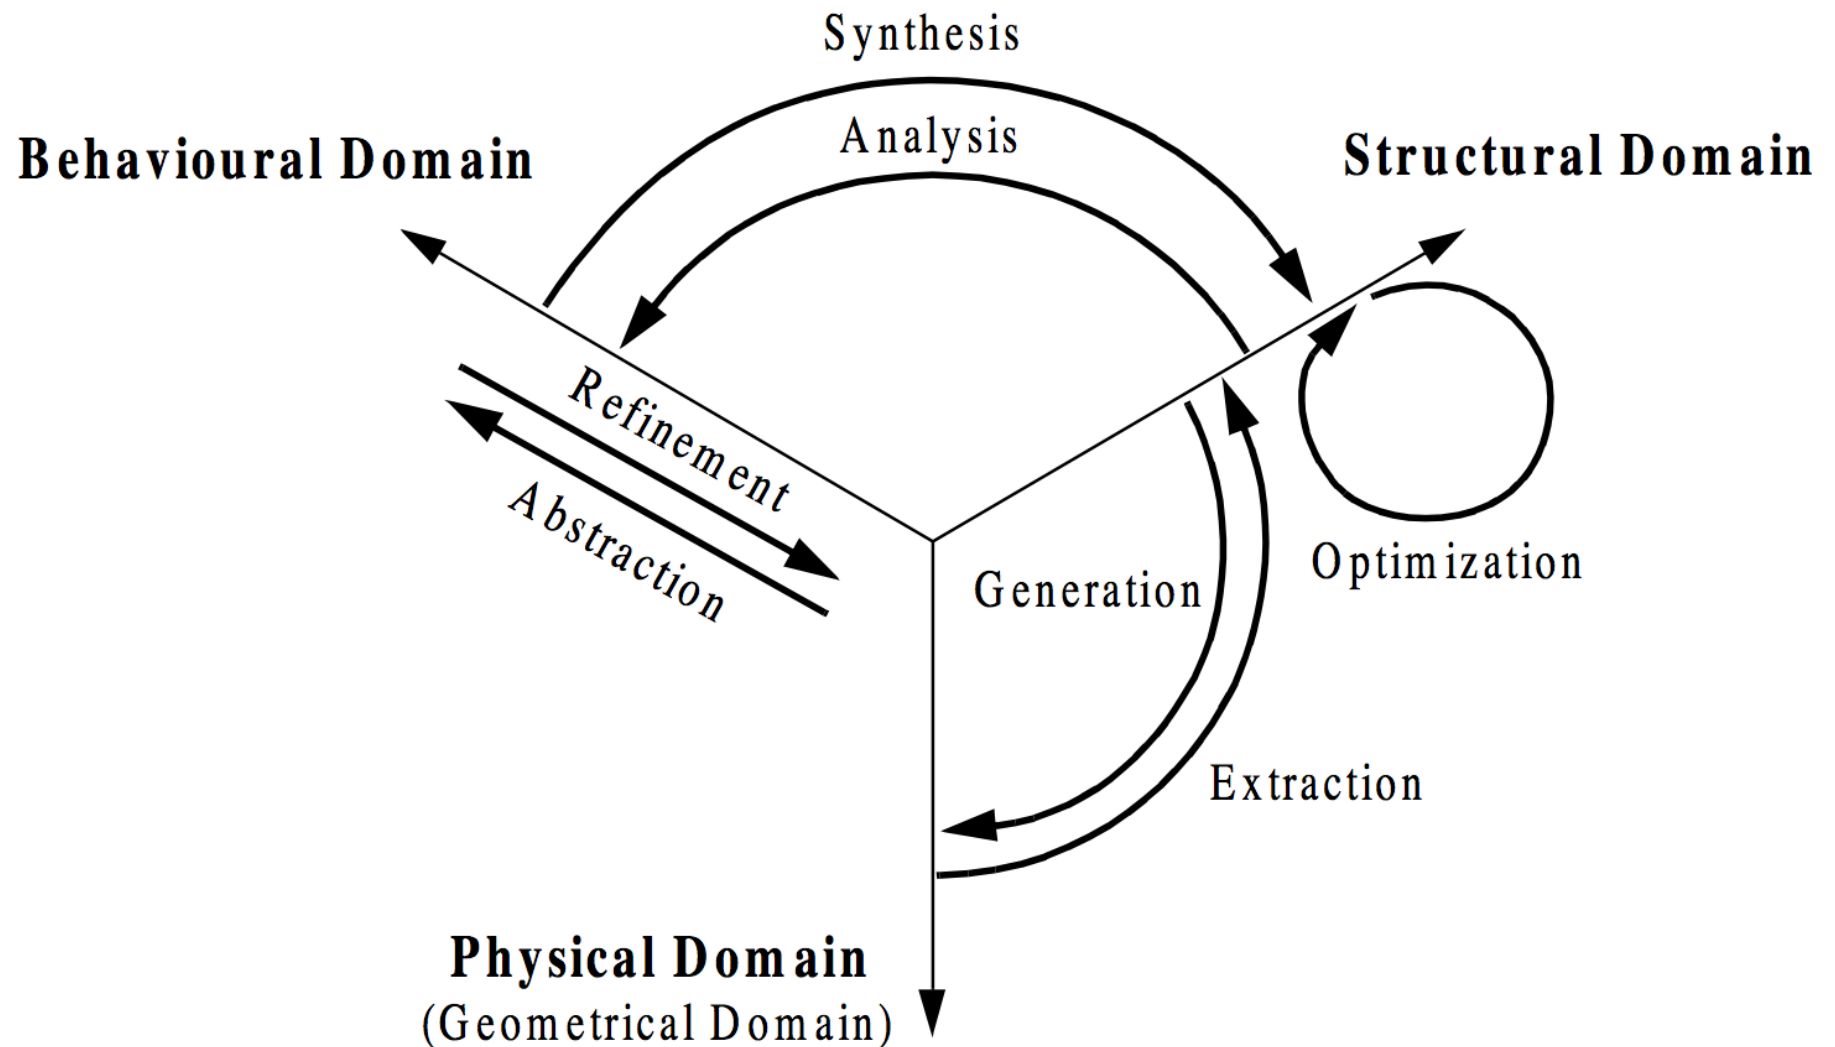 Synthesis
Analysis
Behavioural Domain
Structural Domain
Refinement
Abstraction
Generation
Optimization
Extraction
Physical Domain
(Geometrical Domain)